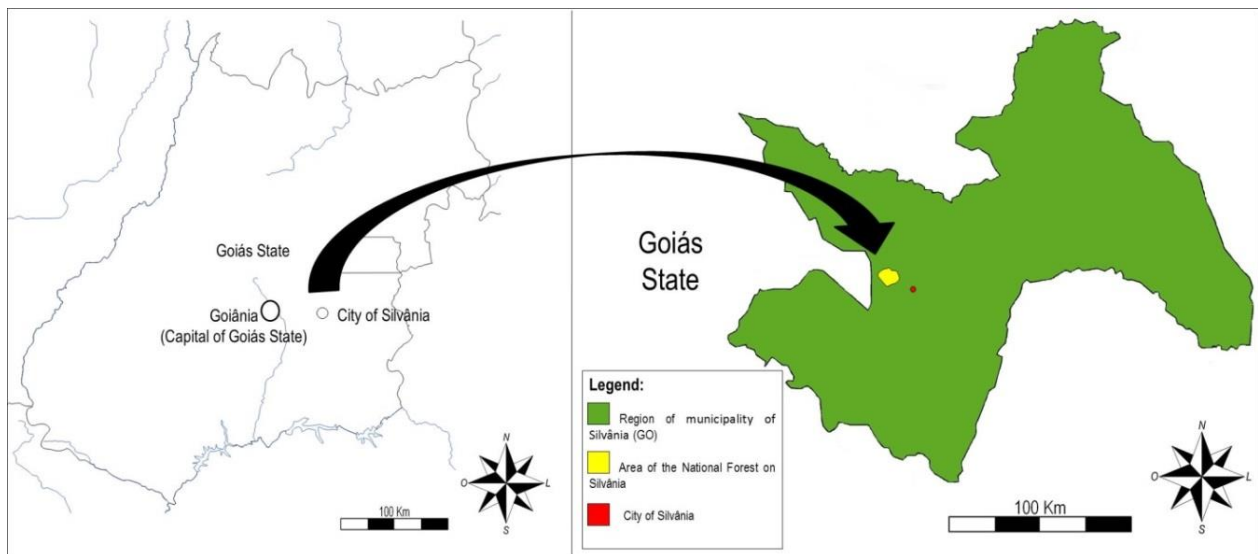 Goiás State
Goiânia
(Capital of Goiás State)
City of Silvânia
N
O
L
S
100 Km
Goiás
State
Legend:
Region of municipality of
Silvânia (GO)
Area of the National Forest on
Silvânia
City of Silvânia
100 Km
N
O
L
S